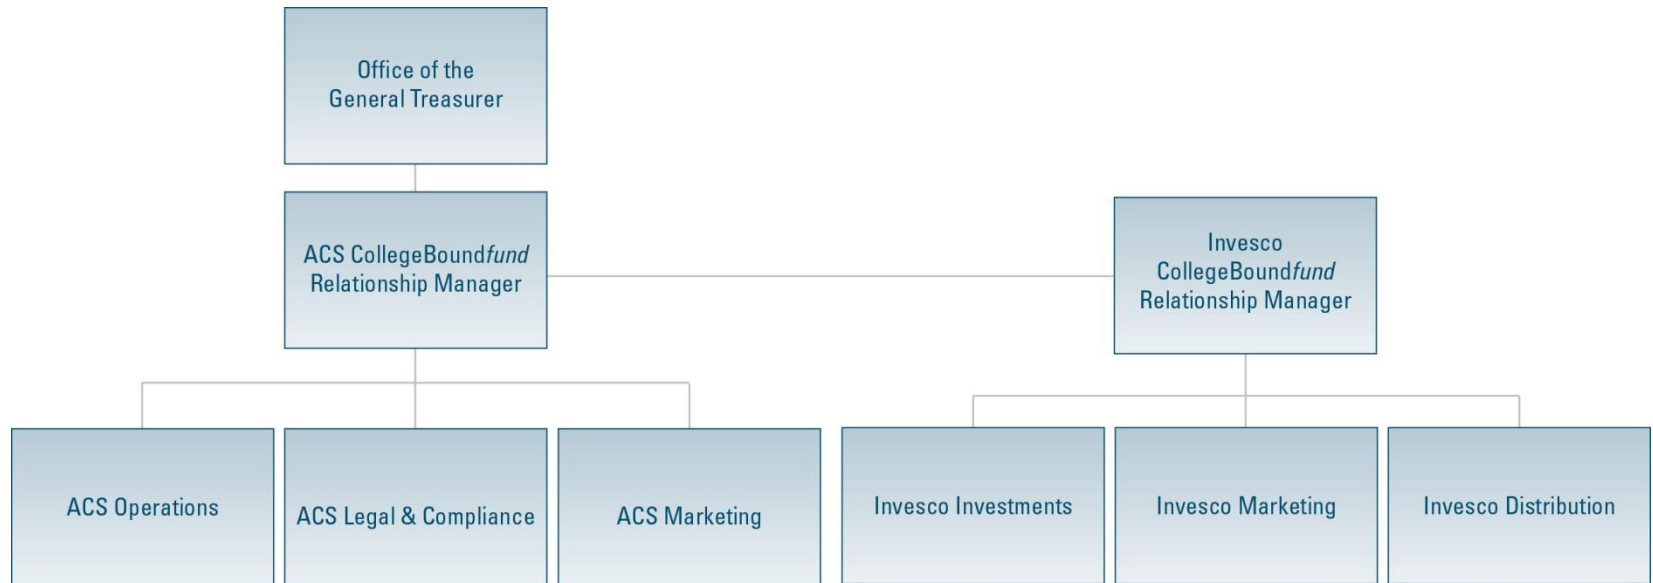 Office of the
General Treasurer
ACS CollegeBoundfund
Relationship Manager
Invesco
CollegeBoundfund
Relationship Manager
ACS Operations
ACS Legal & Compliance
ACS Marketing
Invesco Investments
Invesco Marketing
Invesco Distribution